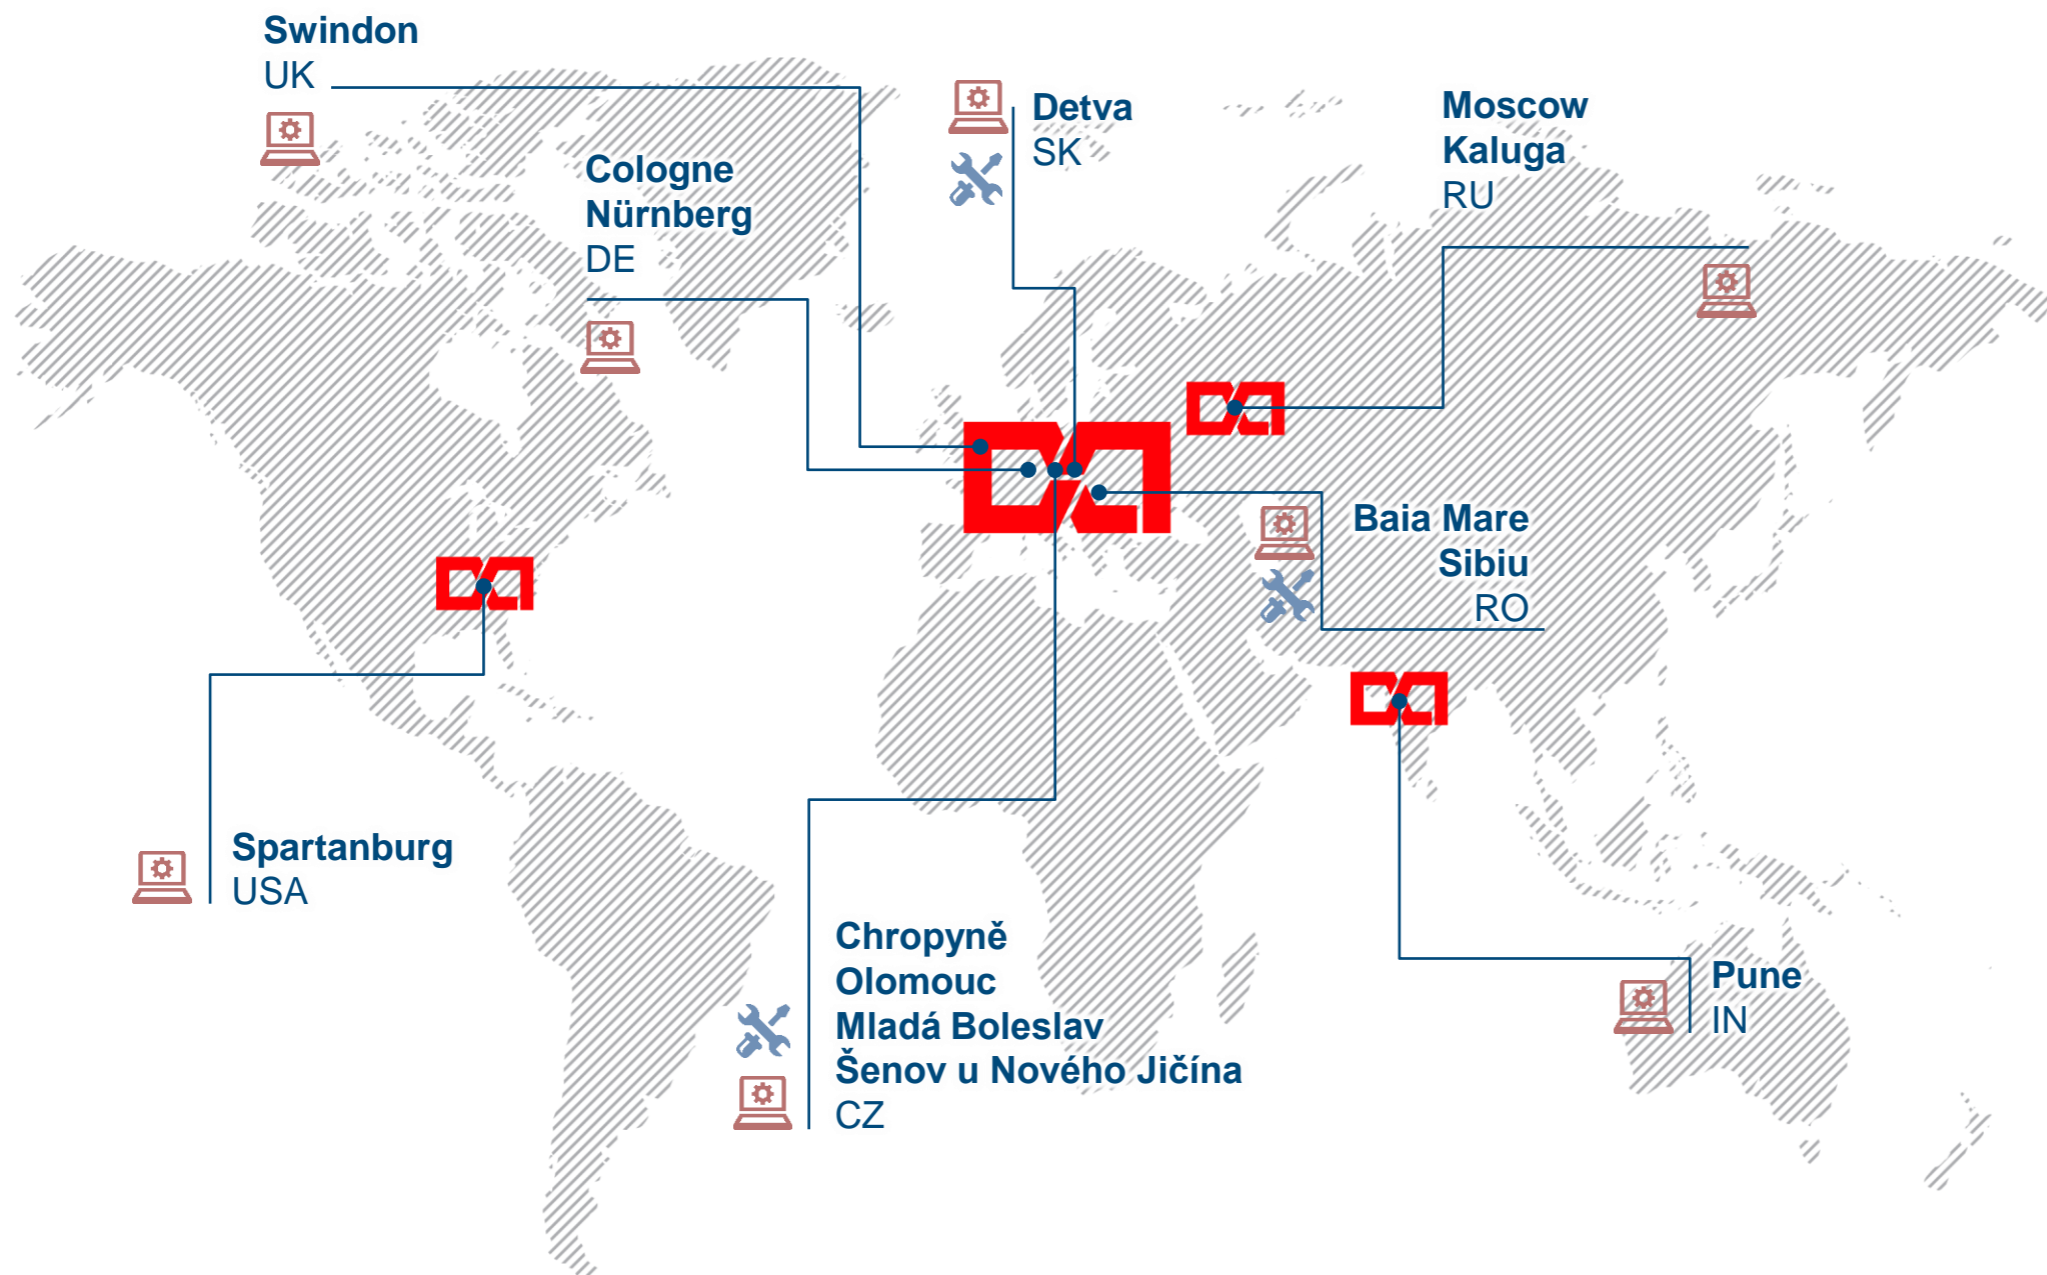 Swindon
UK
Cologne
Nürnberg
DE
Detva
SK
Moscow
Kaluga
RU
Baia Mare
Sibiu
RO
Spartanburg
USA
Chropyně
Olomouc
Mladá Boleslav
Šenov u Nového Jičína
CZ
Pune
IN